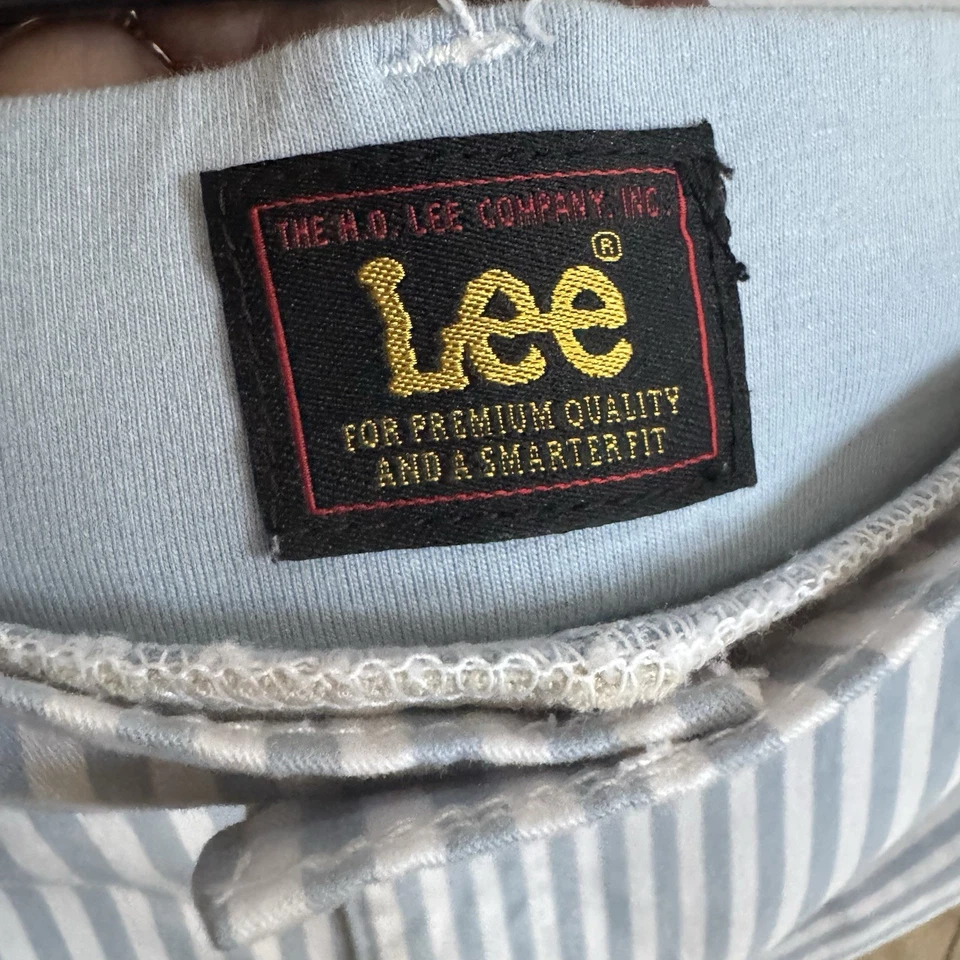 THE H.D. LEE COMPANY, INC.
Lee®
FOR PREMIUM QUALITY
AND A SMARTER FIT